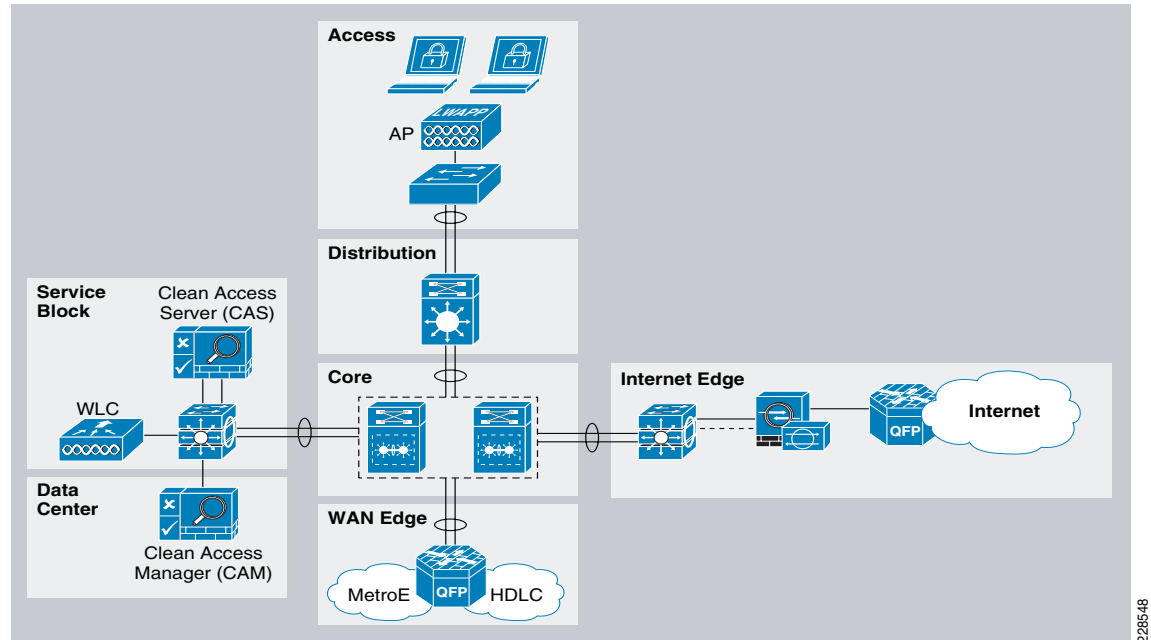 Access
LWAPP
AP
Distribution
Service
Block
Clean Access
Server (CAS)
WLC
Core
Internet Edge
QFP
Internet
Data
Center
Clean Access
Manager (CAM)
WAN Edge
MetroE
QFP
HDLC
228548